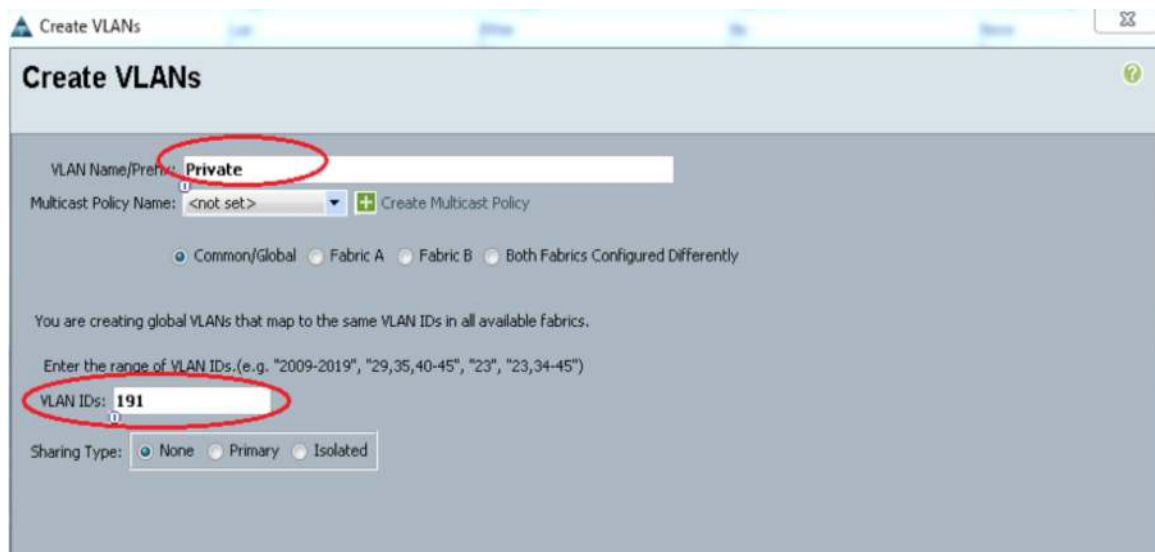 Create VLANs
Create VLANs
VLAN Name/Prefix: Private
Multicast Policy Name: <not set> Create Multicast Policy
Common/Global Fabric A Fabric B Both Fabrics Configured Differently
You are creating global VLANs that map to the same VLAN IDs in all available fabrics.
Enter the range of VLAN IDs.(e.g. "2009-2019", "29,35,40-45", "23", "23,34-45")
VLAN IDs: 191
Sharing Type: None Primary Isolated